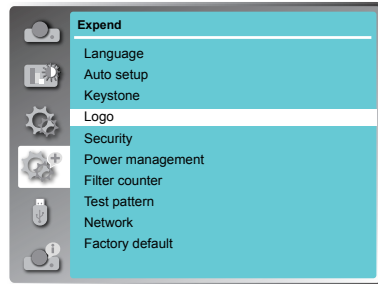 Expend
Language
Auto setup
Keystone
Logo
Security
Power management
Filter counter
Test pattern
Network
Factory default